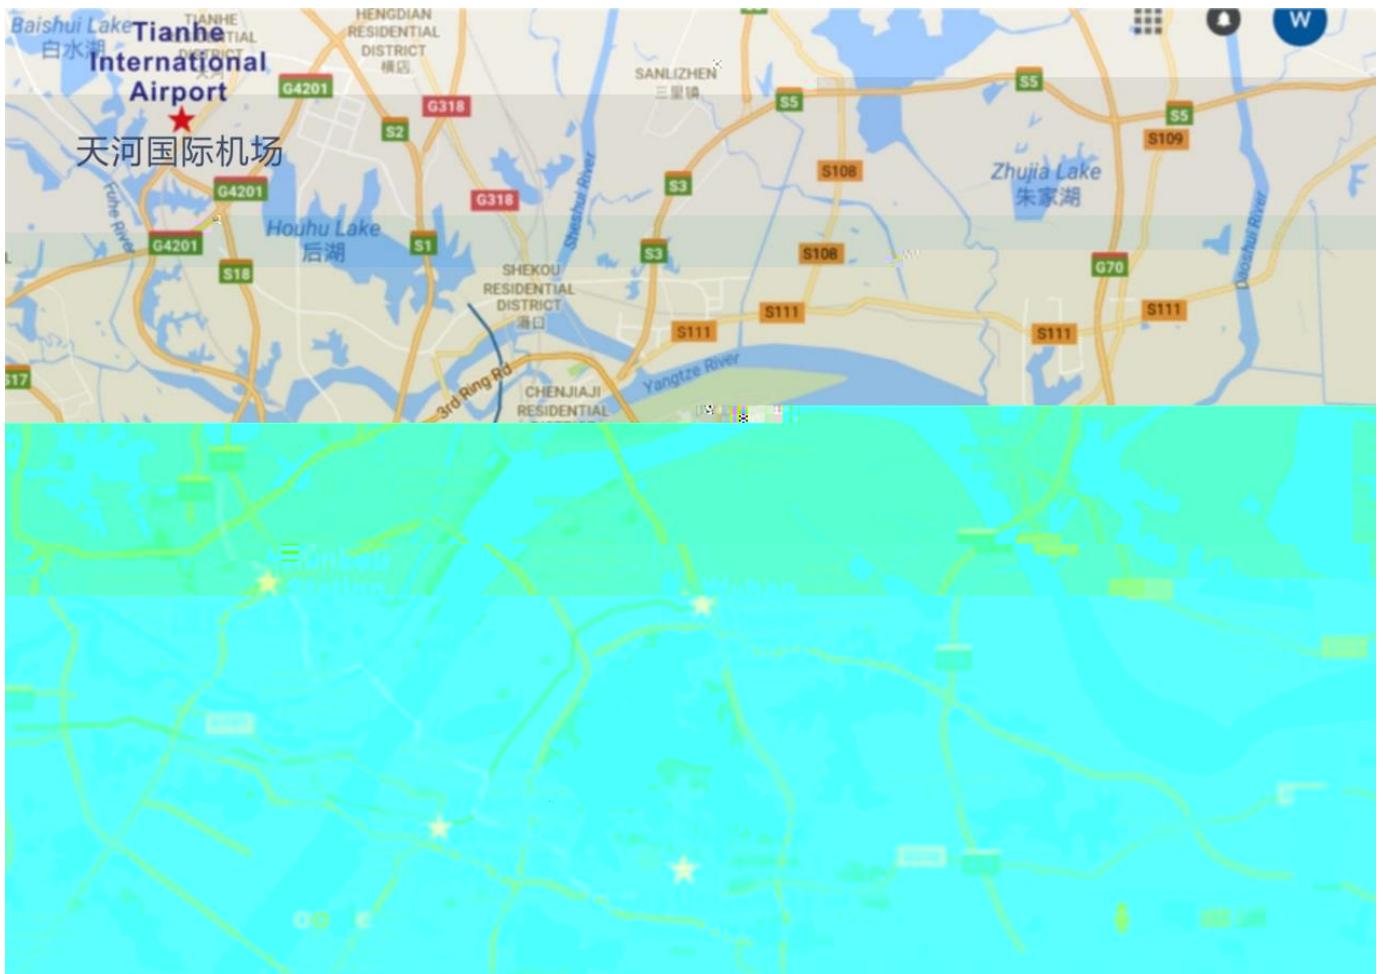 Baishui Lake
白水湖
TIANHE
DISTRICT
Tianhe
International
Airport
天河国际机场
HENGDIAN
RESIDENTIAL
DISTRICT
横店
G4201
G318
S2
SANLIZHEN
三里镇
S5
S5
S5
S109
W
S108
Zhujia Lake
朱家湖
G4201
G318
S3
Fuhe River
Sheshui River
Daoshui River
Houhu Lake
后湖
G4201
S18
S1
S3
S108
G70
SHEKOU
RESIDENTIAL
DISTRICT
S111
S111
S111
S111
Yangtze River
S17
3rd Ring Rd
CHENJIAJI
RESIDENTIAL